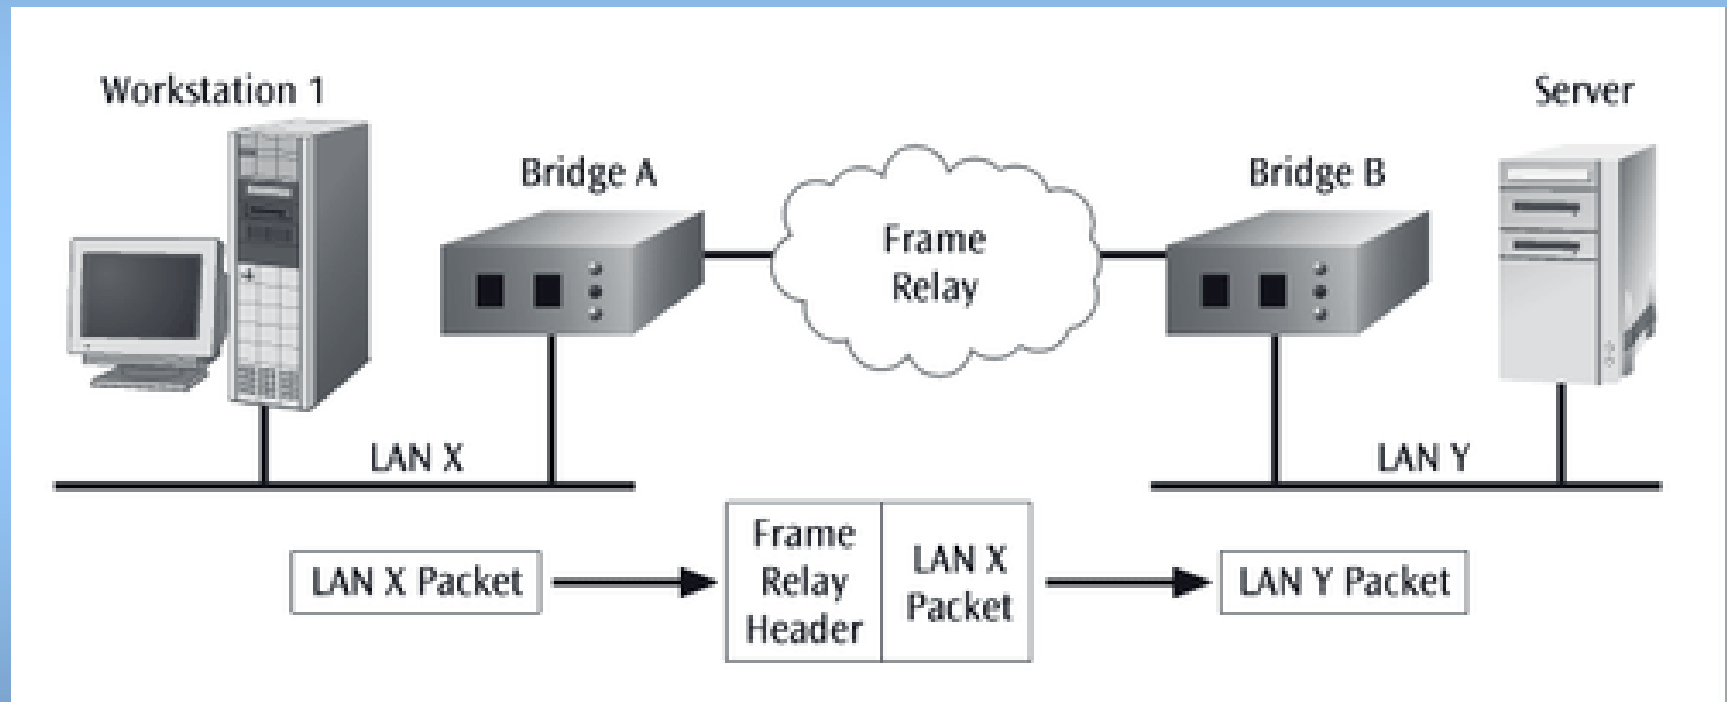 Workstation 1
Server
Bridge A
Bridge B
Frame
Relay
LAN X
LAN Y
LAN X Packet
Frame
Relay
Header
LAN X
Packet
LAN Y Packet